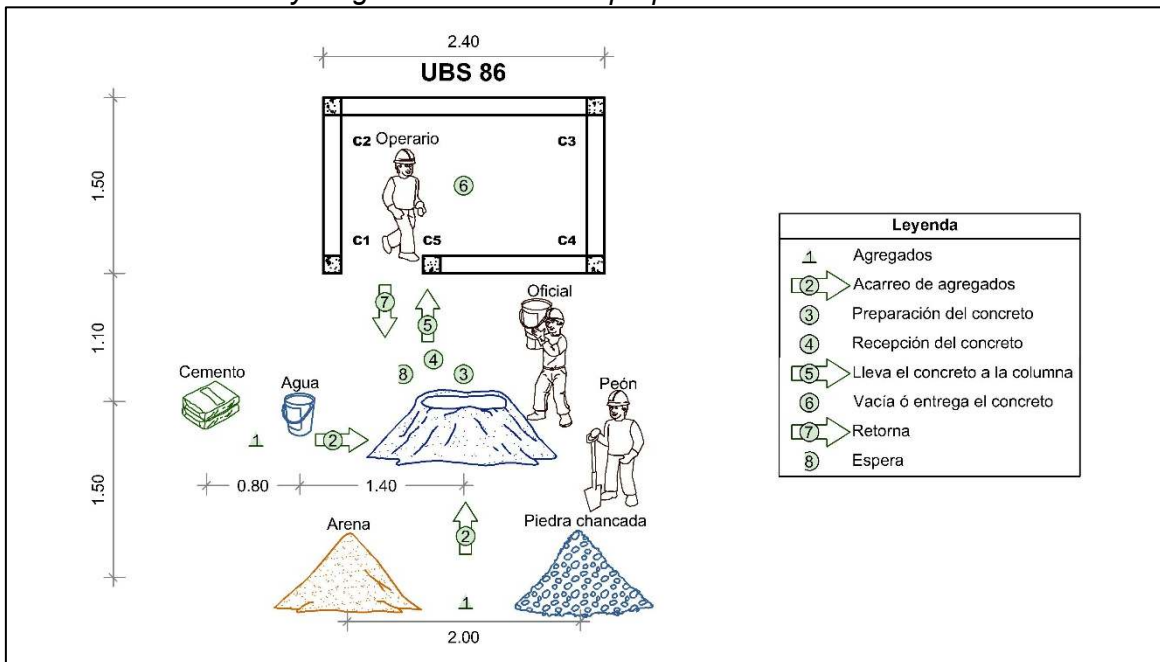 2.40
UBS 86
C2 Operario
C3
6
1.50
C1
C5
C4
7
5
Oficial
1.10
4
8
3
Cemento
Agua
Peón
1
2
0.80
1.40
1.50
Arena
2
Piedra chancada
1
2.00
Leyenda
1 Agregados
2 Acarreo de agregados
3 Preparación del concreto
4 Recepción del concreto
5 Lleva el concreto a la columna
6 Vacía ó entrega el concreto
7 Retorna
8 Espera